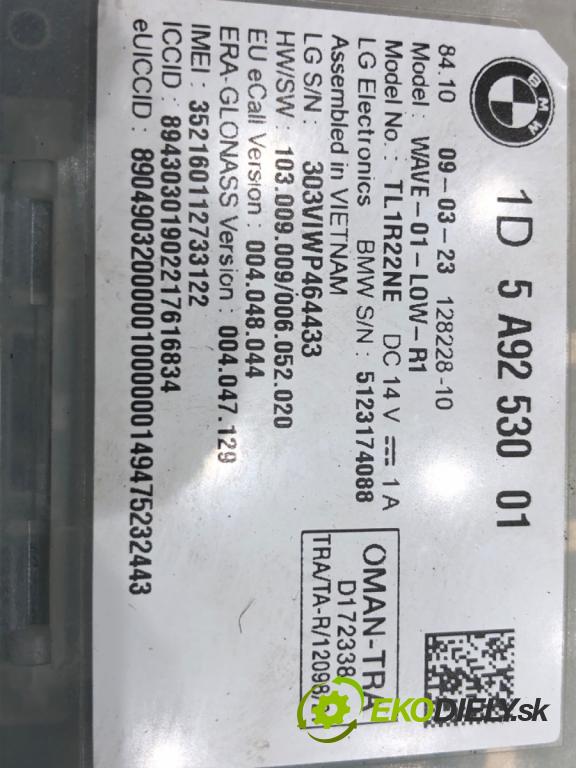 BMW
1D 5 A92 530 01
84.10 09-03-23 128228-10
Model : WAVE-01-LOW-R1
Model No. : TL1R22NE DC 14 V 1 A
LG Electronics BMW S/N : 5123174088
Assembled in VIETNAM
LG S/N : 303VIWP464433
HW/SW : 103.009.009/006.052.020
EU eCall Version : 004.048.044
ERA-GLONASS Version : 004.047.129
IMEI : 352160112733122
ICCID : 8943030190221761683​4
eUICCID : 89049032000001000000149475232443
OMAN-TRA
D172338
TRA/TA-R/12098/
EKODIELY.sk